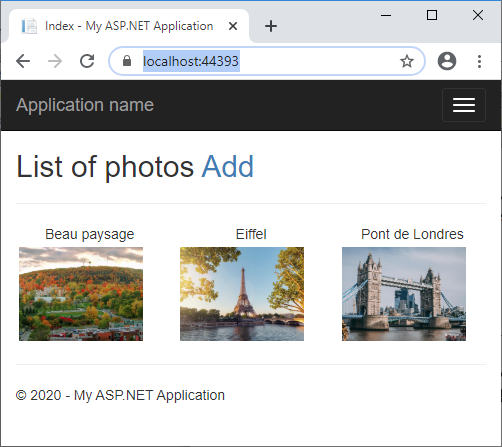 Index - My ASP.NET Application
localhost:44393
Application name
List of photos Add
Beau paysage Eiffel Pont de Londres
© 2020 - My ASP.NET Application